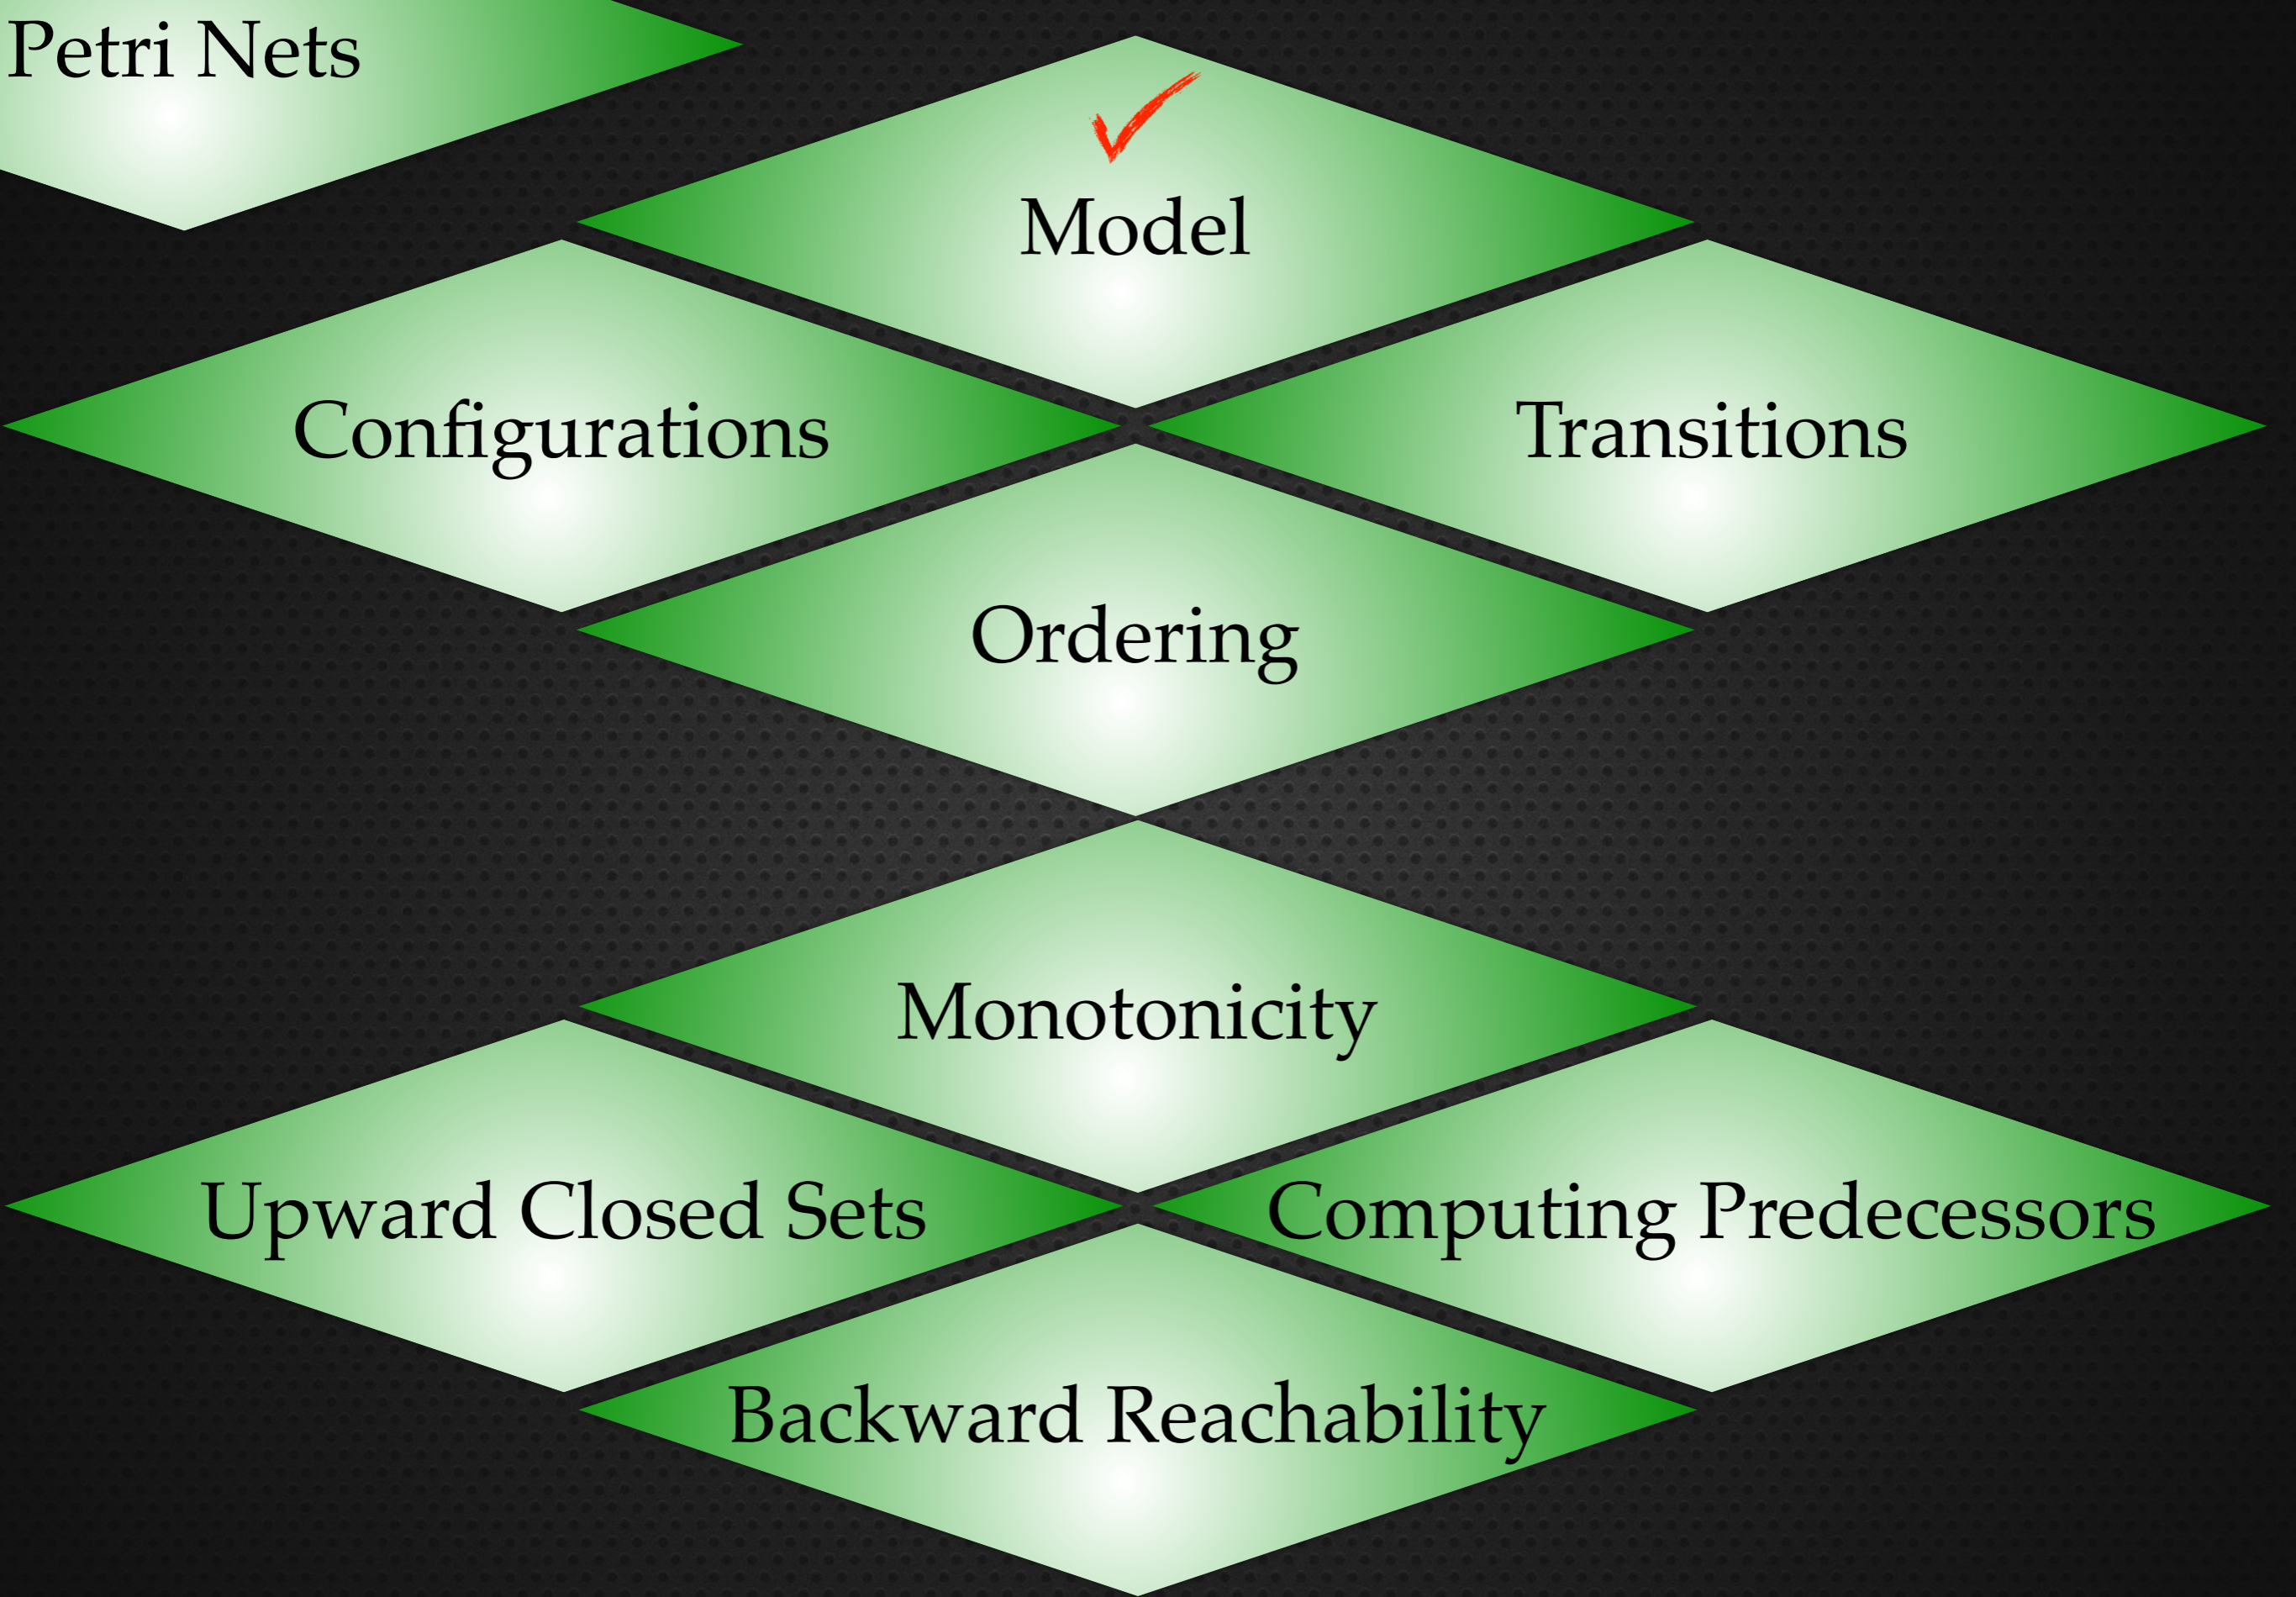 Petri Nets
Model
Configurations
Transitions
Ordering
Monotonicity
Upward Closed Sets
Computing Predecessors
Backward Reachability